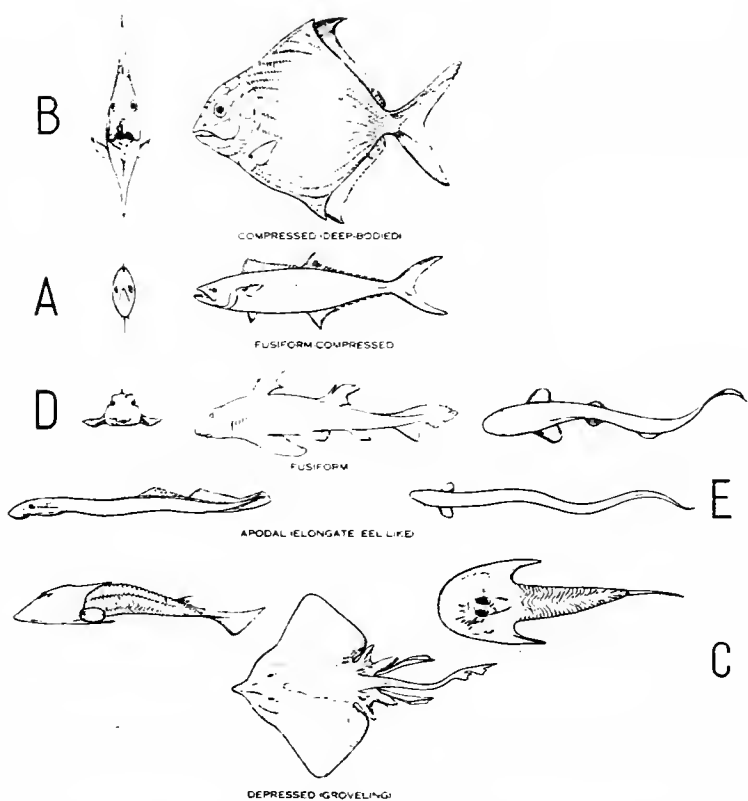 B
COMPRESSED (DEEP-BODIED)
A
FUSIFORM-COMPRESSED
D
FUSIFORM
E
APODAL (ELONGATE EEL LIKE)
C
DEPRESSED (GROVELING)